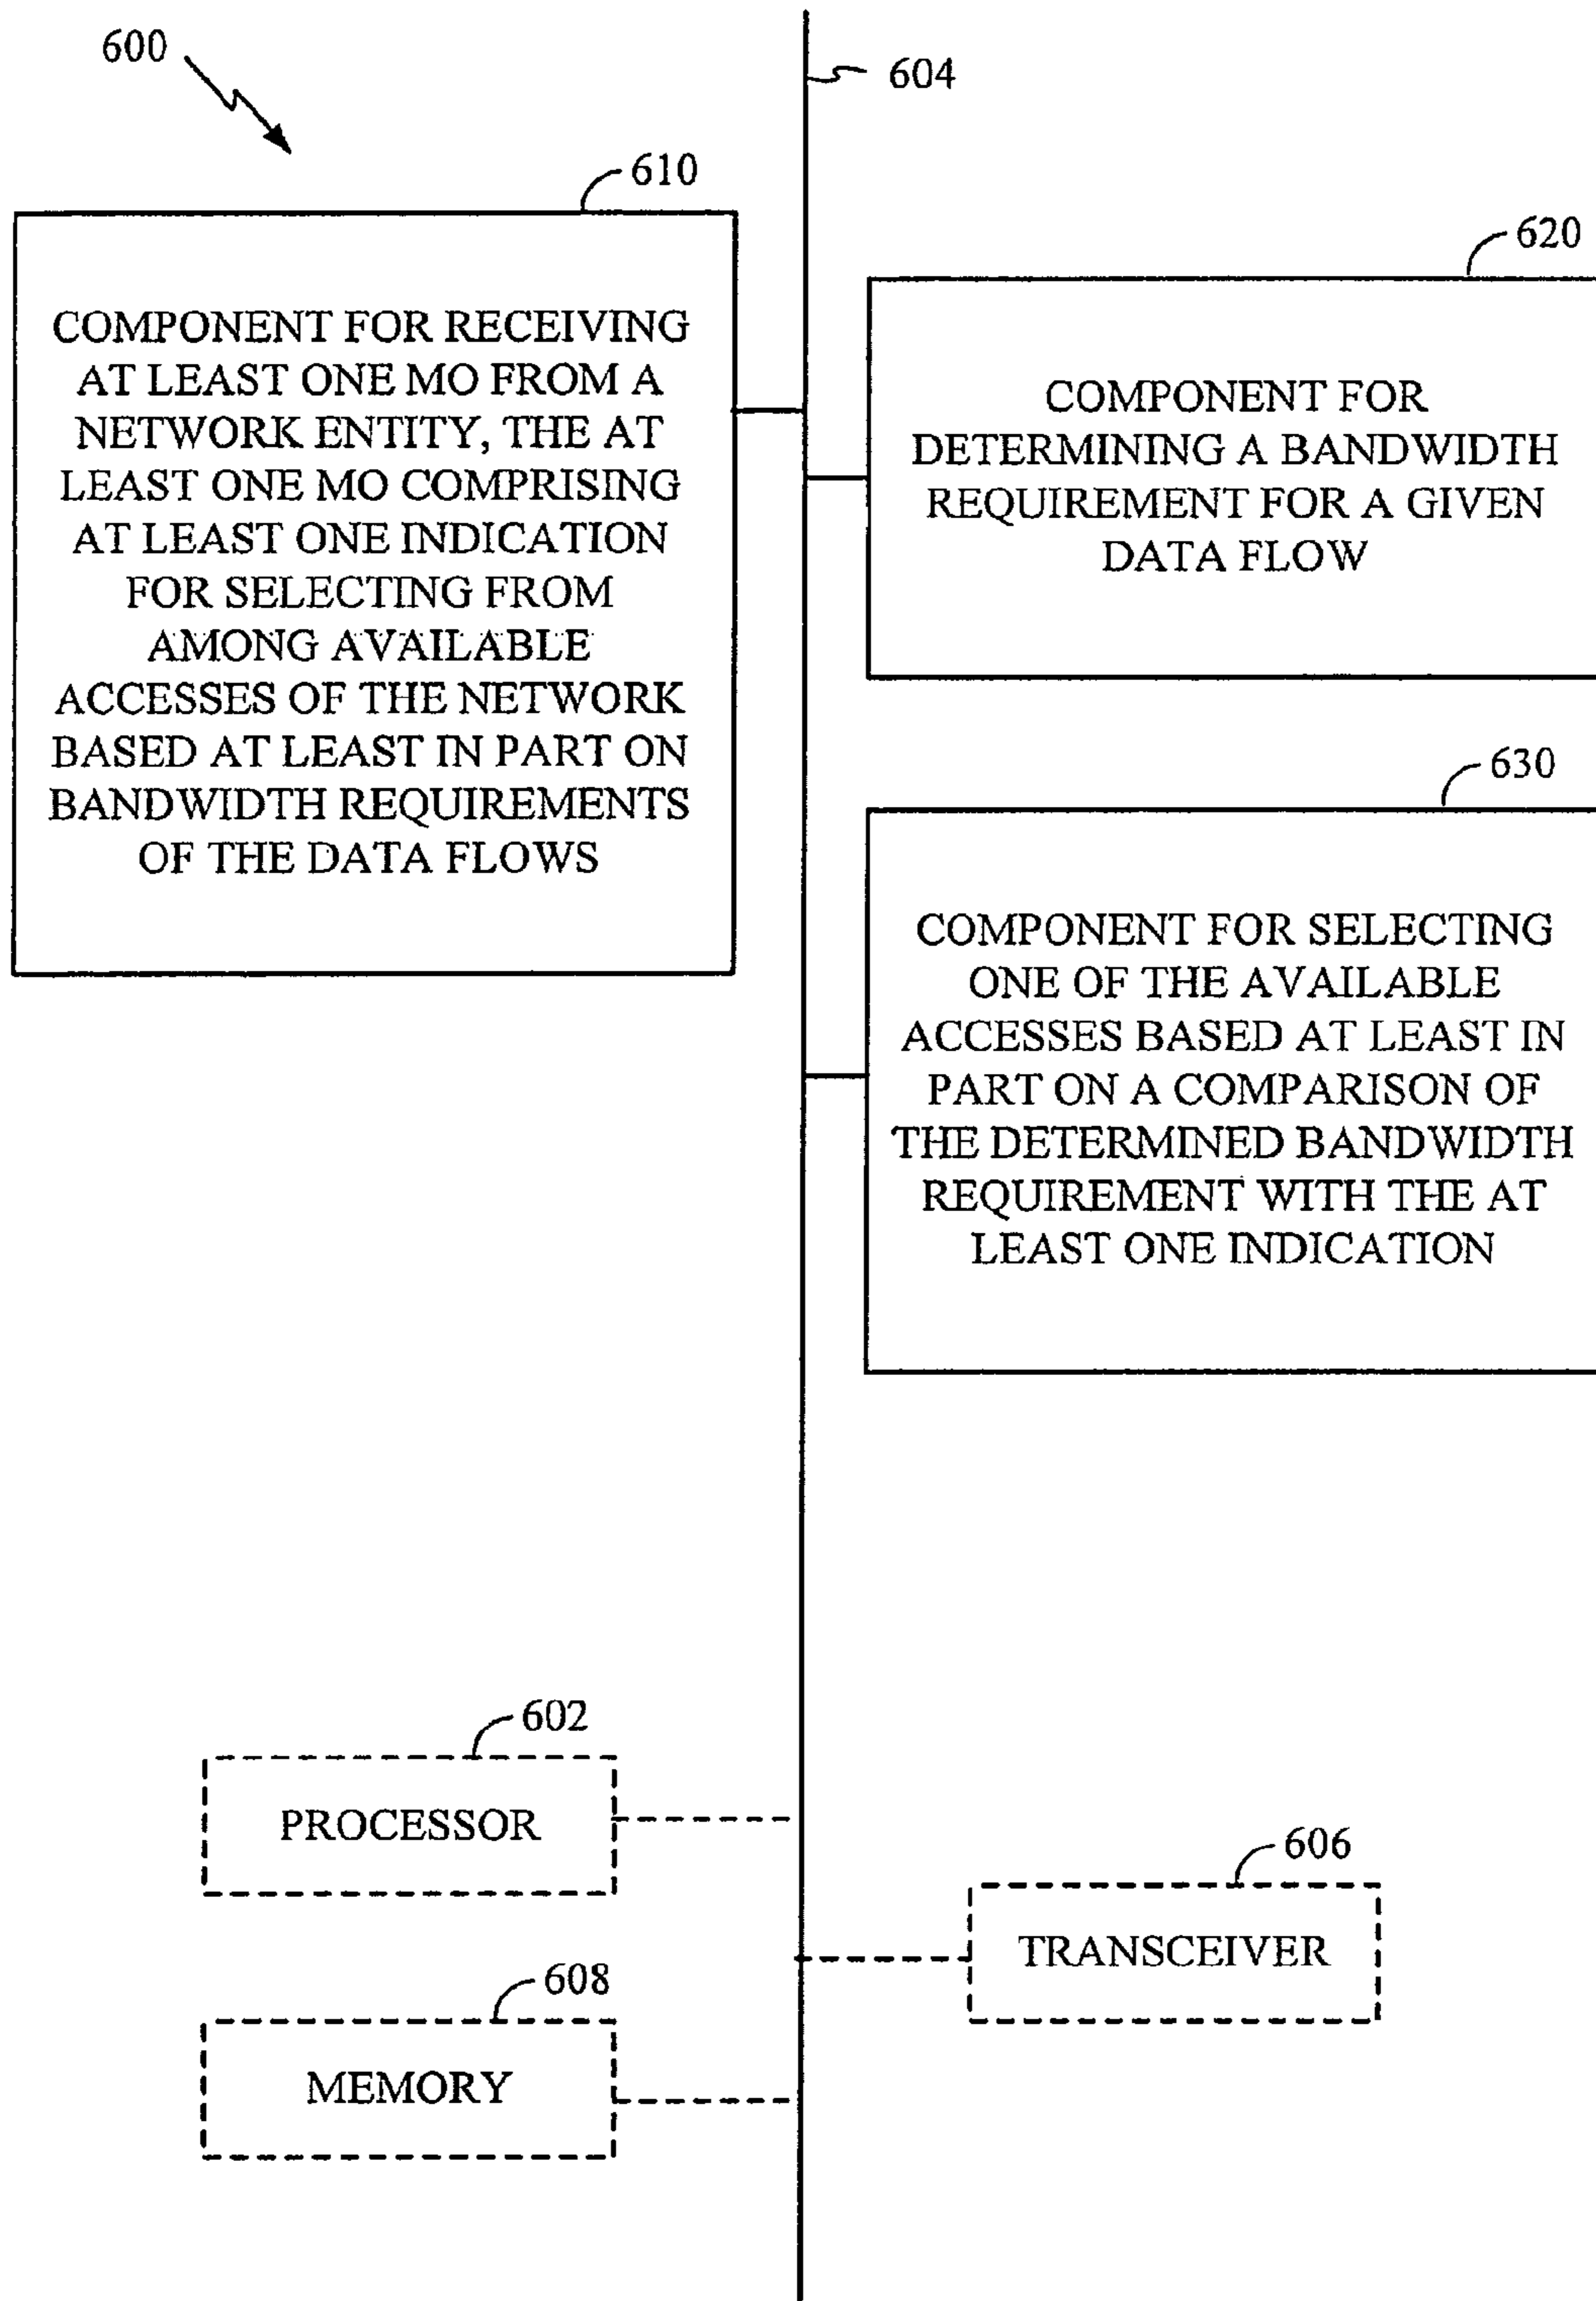 600
604
610
COMPONENT FOR RECEIVING
AT LEAST ONE MO FROM A
NETWORK ENTITY, THE AT
LEAST ONE MO COMPRISING
AT LEAST ONE INDICATION
FOR SELECTING FROM
AMONG AVAILABLE
ACCESSES OF THE NETWORK
BASED AT LEAST IN PART ON
BANDWIDTH REQUIREMENTS
OF THE DATA FLOWS
620
COMPONENT FOR
DETERMINING A BANDWIDTH
REQUIREMENT FOR A GIVEN
DATA FLOW
630
COMPONENT FOR SELECTING
ONE OF THE AVAILABLE
ACCESSES BASED AT LEAST IN
PART ON A COMPARISON OF
THE DETERMINED BANDWIDTH
REQUIREMENT WITH THE AT
LEAST ONE INDICATION
602
PROCESSOR
606
TRANSCEIVER
608
MEMORY